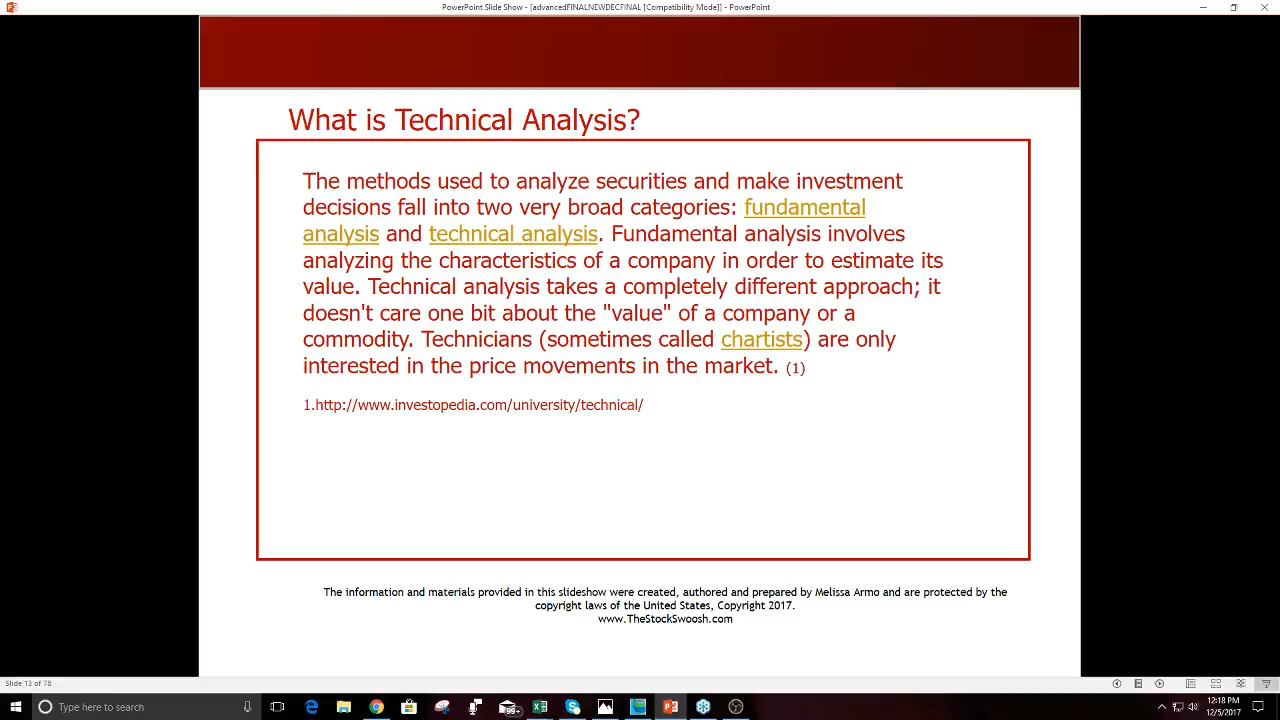 PowerPoint Slide Show - [advancedFINALNEWDECFINAL [Compatibility Mode]] - PowerPoint
What is Technical Analysis?
The methods used to analyze securities and make investment
decisions fall into two very broad categories: fundamental
analysis and technical analysis. Fundamental analysis involves
analyzing the characteristics of a company in order to estimate its
value. Technical analysis takes a completely different approach; it
doesn't care one bit about the "value" of a company or a
commodity. Technicians (sometimes called chartists) are only
interested in the price movements in the market. (1)
1.http://www.investopedia.com/university/technical/
The information and materials provided in this slideshow were created, authored and prepared by Melissa Armo and are protected by the
copyright laws of the United States, Copyright 2017.
www.TheStockSwoosh.com
Slide 13 of 78
Type here to search
99+
12:18 PM
12/5/2017